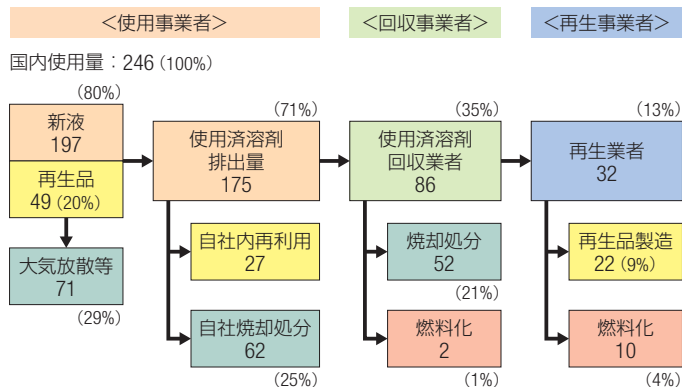 <使用事業者>
<回収事業者>
<再生事業者>
国内使用量：246 (100%)
(80%)
新液
197
再生品
49 (20%)
大気放散等
71
(29%)
(71%)
使用済溶剤
排出量
175
自社内再利用
27
自社焼却処分
62
(25%)
(35%)
使用済溶剤
回収業者
86
焼却処分
52
(21%)
燃料化
2
(1%)
(13%)
再生業者
32
再生品製造
22 (9%)
燃料化
10
(4%)